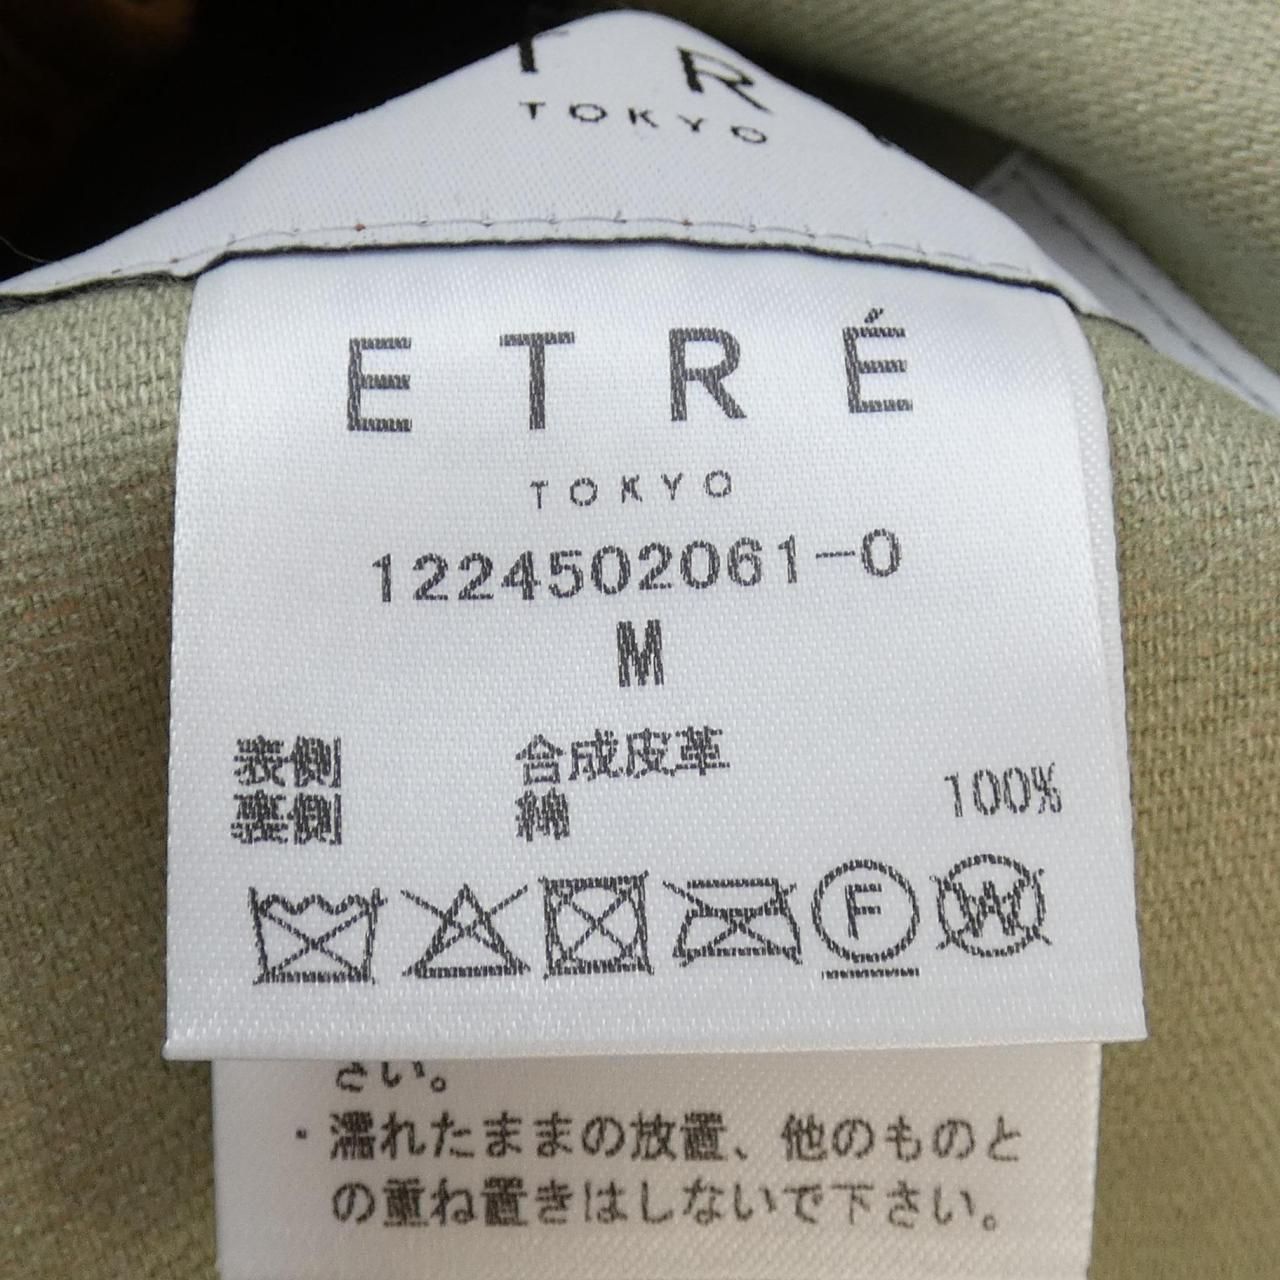 T R
TOKYO
ETRÉ
TOKYO
1224502061-0
M
表側 合成皮革
裏側 綿 100%
F W
さい。
・濡れたままの放置、他のものと
の重ね置きはしないで下さい。